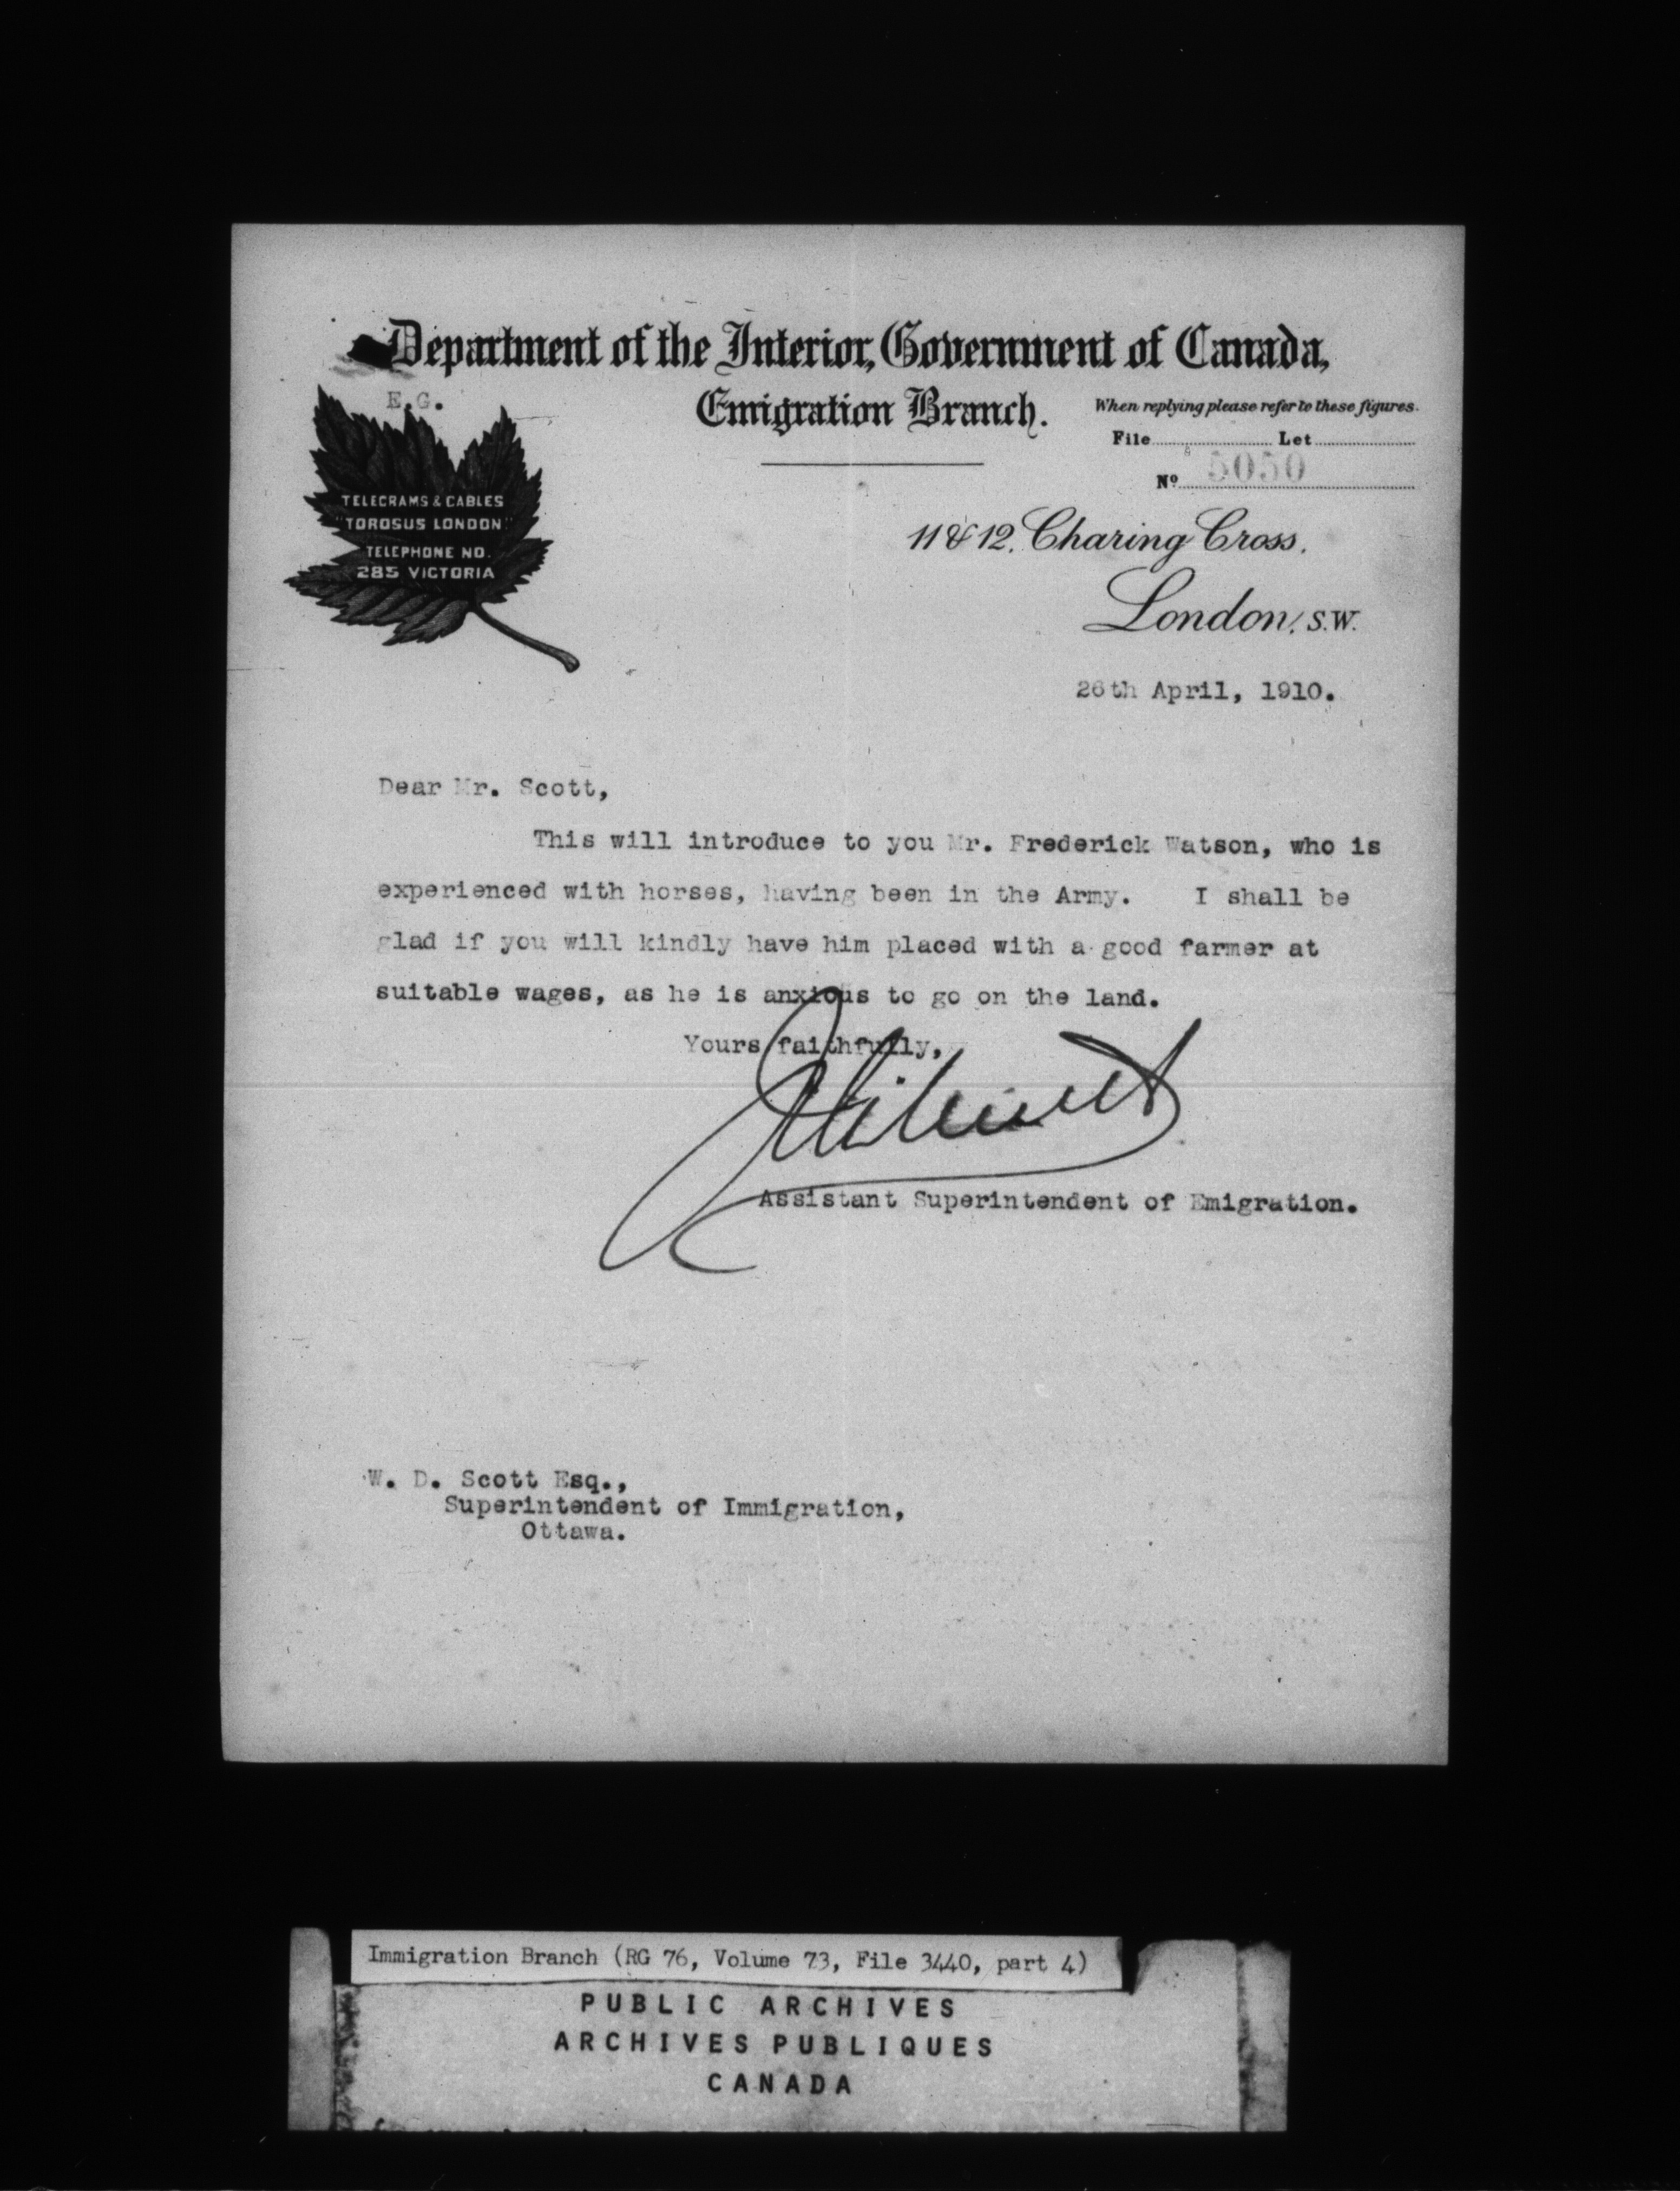 Department of the Interior, Government of Canada,
Emigration Branch.
E.G.
When replying please refer to these figures.
File Let
Nº 5050
TELEGRAMS & CABLES
"TOROSUS LONDON."
TELEPHONE NO.
285 VICTORIA
11 & 12, Charing Cross,
London, S.W.
26th April, 1910.
Dear Mr. Scott,
This will introduce to you Mr. Frederick Watson, who is
experienced with horses, having been in the Army. I shall be
glad if you will kindly have him placed with a good farmer at
suitable wages, as he is anxious to go on the land.
Yours faithfully,
Assistant Superintendent of Emigration.
W. D. Scott Esq.,
Superintendent of Immigration,
Ottawa.
Immigration Branch (RG 76, Volume 73, File 3440, part 4)
PUBLIC ARCHIVES
ARCHIVES PUBLIQUES
CANADA